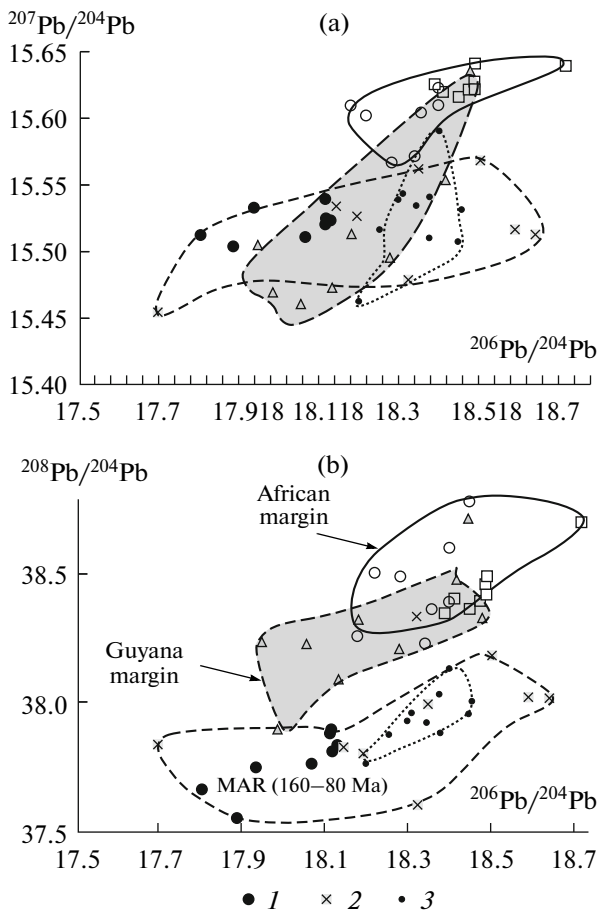 ²⁰⁷Pb/²⁰⁴Pb
(a)
15.65
15.60
15.55
15.50
15.45
15.40
²⁰⁶Pb/²⁰⁴Pb
17.5 17.7 17.918 18.118 18.3 18.518 18.7
²⁰⁸Pb/²⁰⁴Pb
(b)
African
margin
38.5
Guyana
margin
38.0
MAR (160–80 Ma)
²⁰⁶Pb/²⁰⁴Pb
37.5
17.5 17.7 17.9 18.1 18.3 18.5 18.7
1 2 3